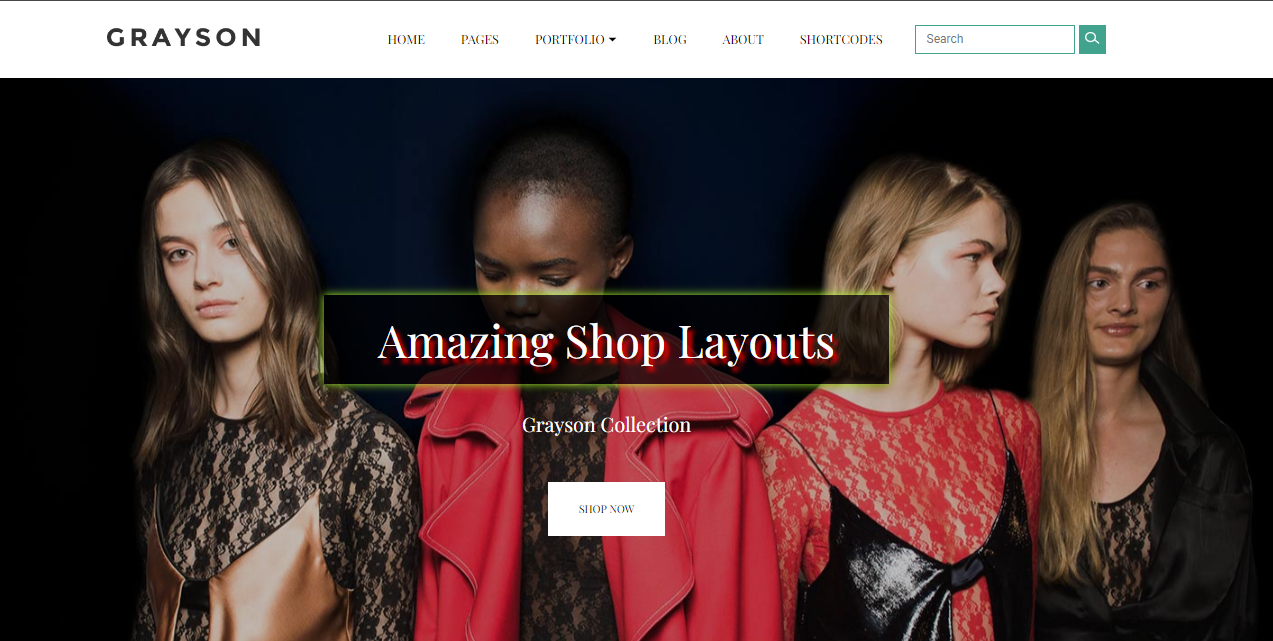 GRAYSON
HOME PAGES PORTFOLIO BLOG ABOUT SHORTCODES Search
Amazing Shop Layouts
Grayson Collection
SHOP NOW